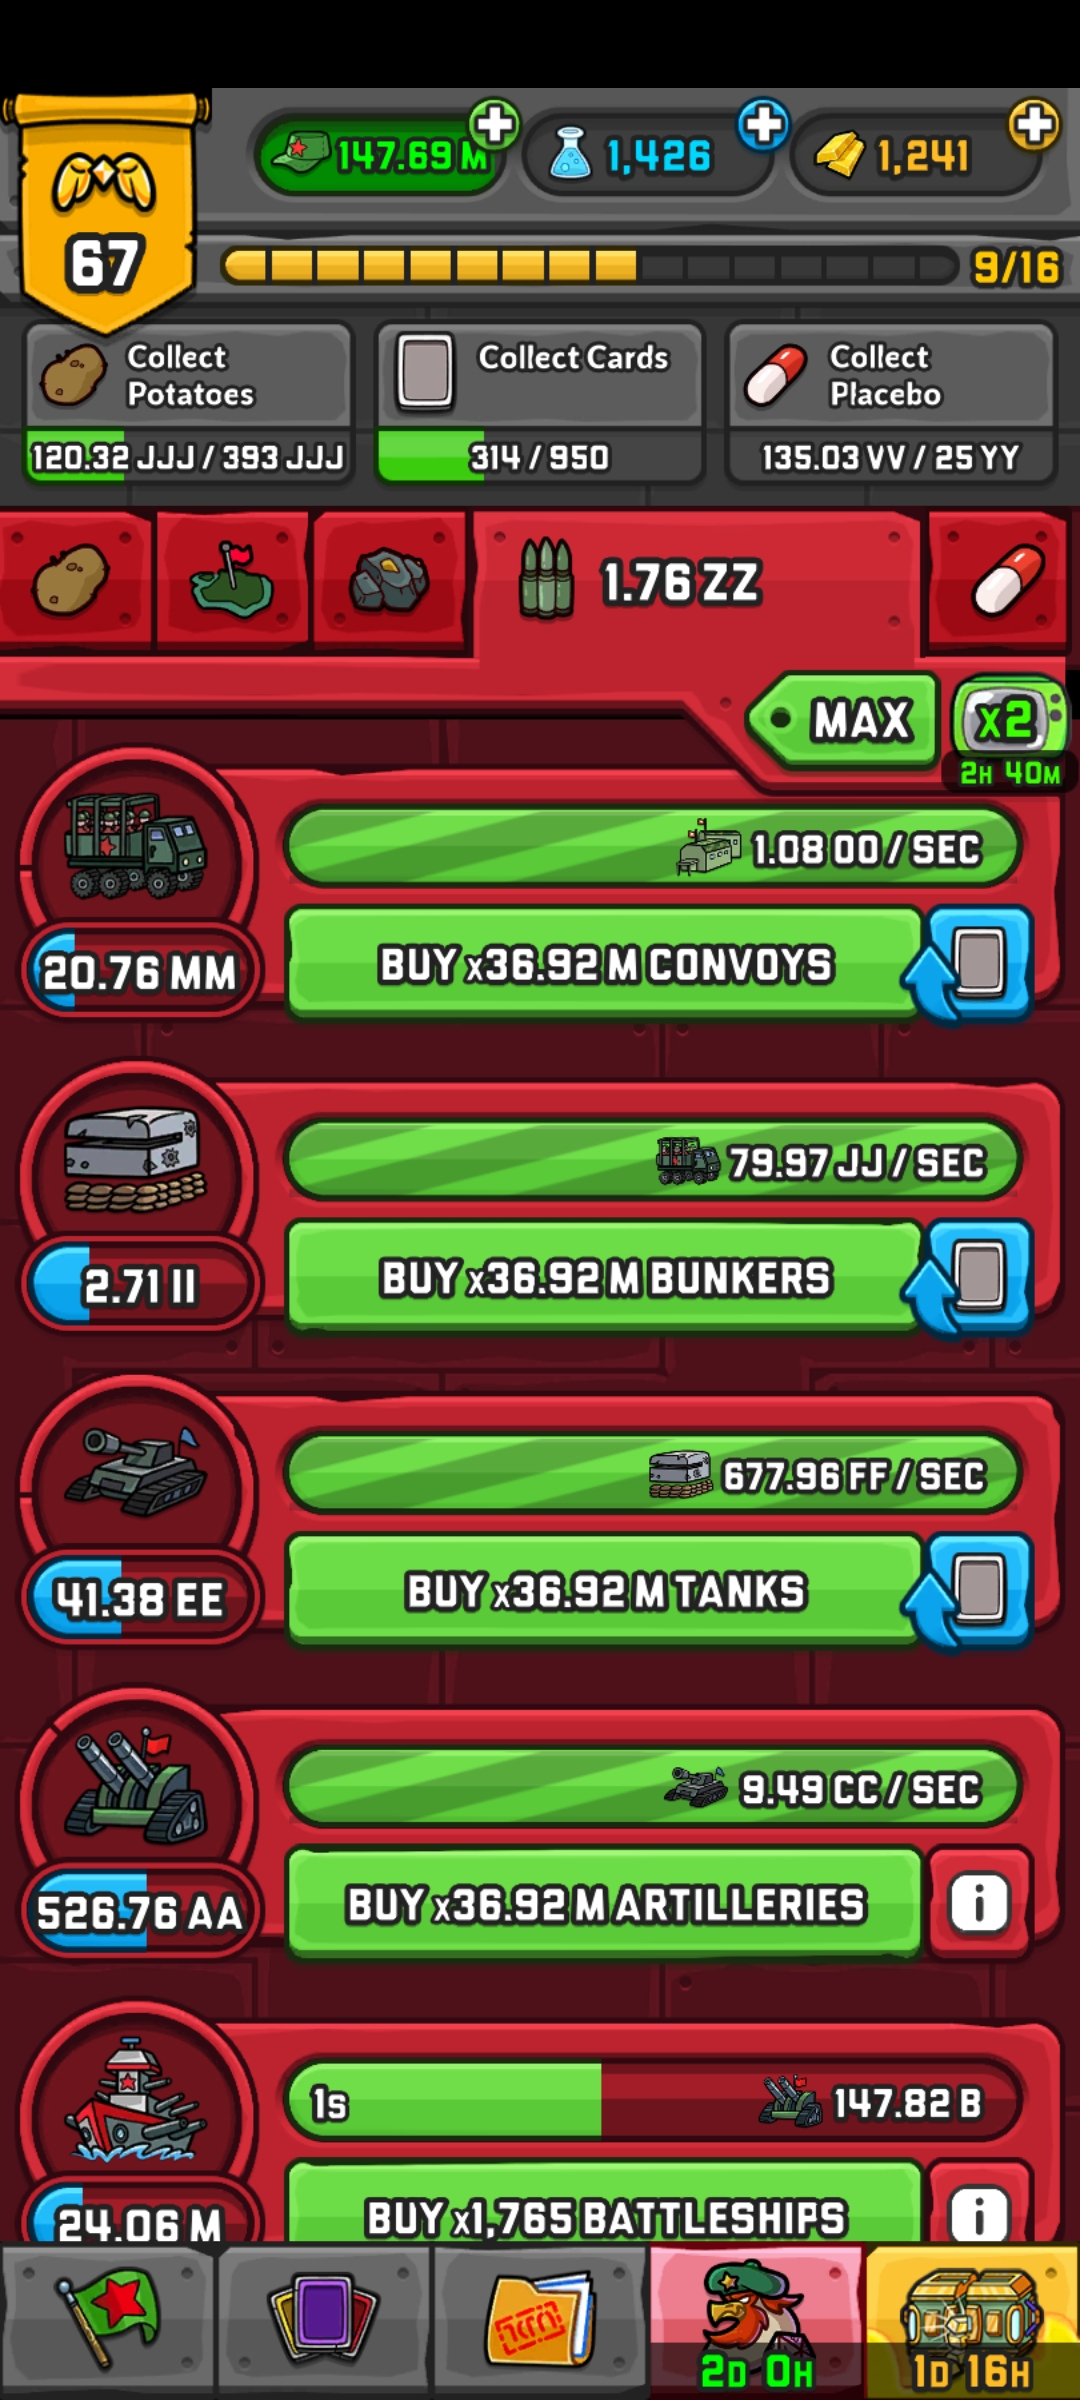 147.69 M
1,426
1,241
67
9/16
Collect
Potatoes
120.32 JJJ / 393 JJJ
Collect Cards
314 / 950
Collect
Placebo
135.03 VV / 25 YY
1.76 ZZ
MAX
x2
2H 40M
1.08 OO / SEC
20.76 MM
BUY x36.92 M CONVOYS
79.97 JJ / SEC
2.71 II
BUY x36.92 M BUNKERS
677.96 FF / SEC
41.38 EE
BUY x36.92 M TANKS
9.49 CC / SEC
526.76 AA
BUY x36.92 M ARTILLERIES
i
1s
147.82 B
24.06 M
BUY x1,765 BATTLESHIPS
i
2D 0H
1D 16H